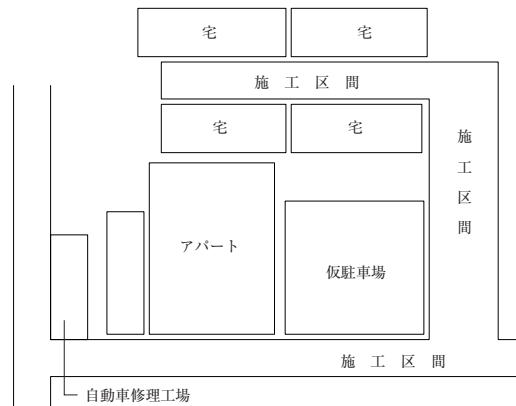 宅
宅
施工区間
宅
宅
施工区間
アパート
仮駐車場
施工区間
自動車修理工場